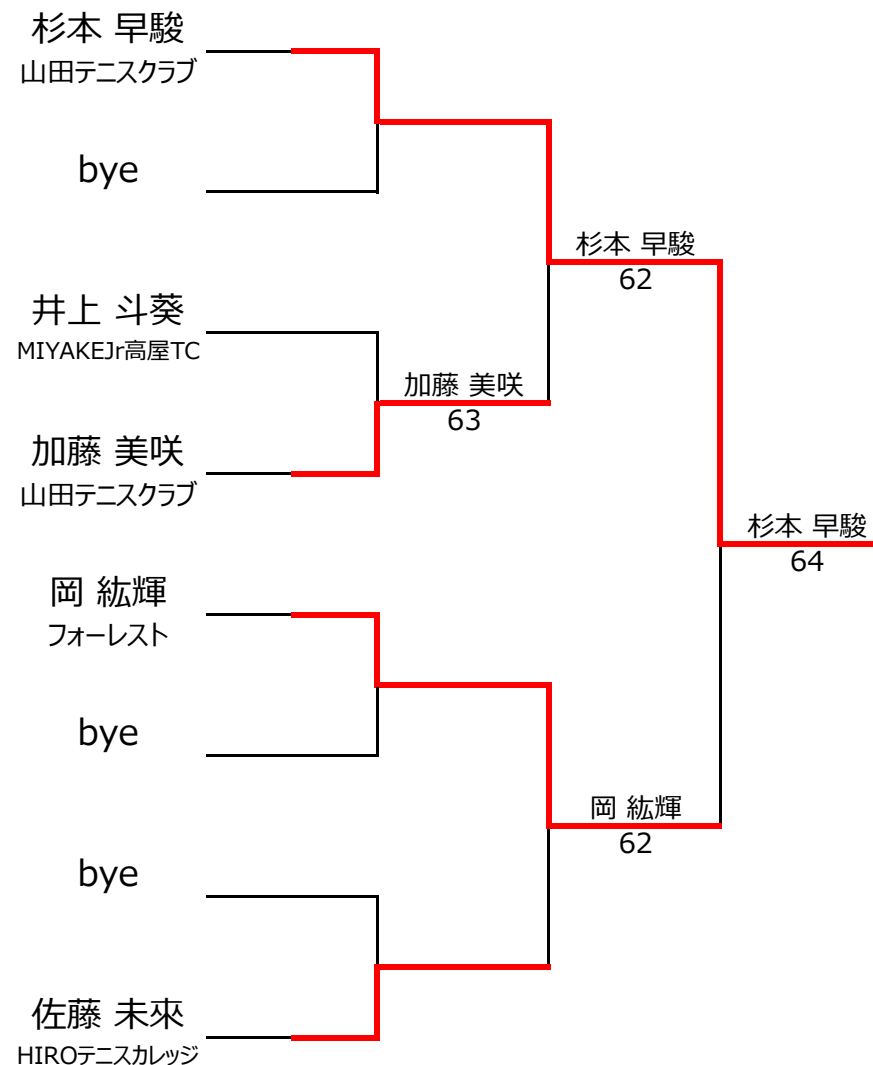 杉本 早駿
山田テニスクラブ
bye
杉本 早駿
62
井上 斗葵
MIYAKEJr高屋TC
加藤 美咲
63
加藤 美咲
山田テニスクラブ
杉本 早駿
64
岡 紘輝
フォーレスト
bye
岡 紘輝
62
bye
佐藤 未來
HIROテニスカレッジ